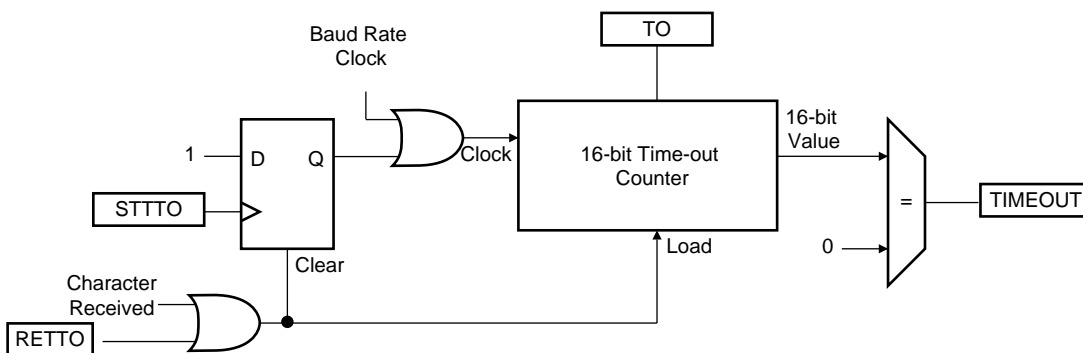 TO
Baud Rate
Clock
1
D
Q
STTTO
Clear
Clock
16-bit Time-out
Counter
16-bit
Value
Load
=
0
TIMEOUT
Character
Received
RETTO